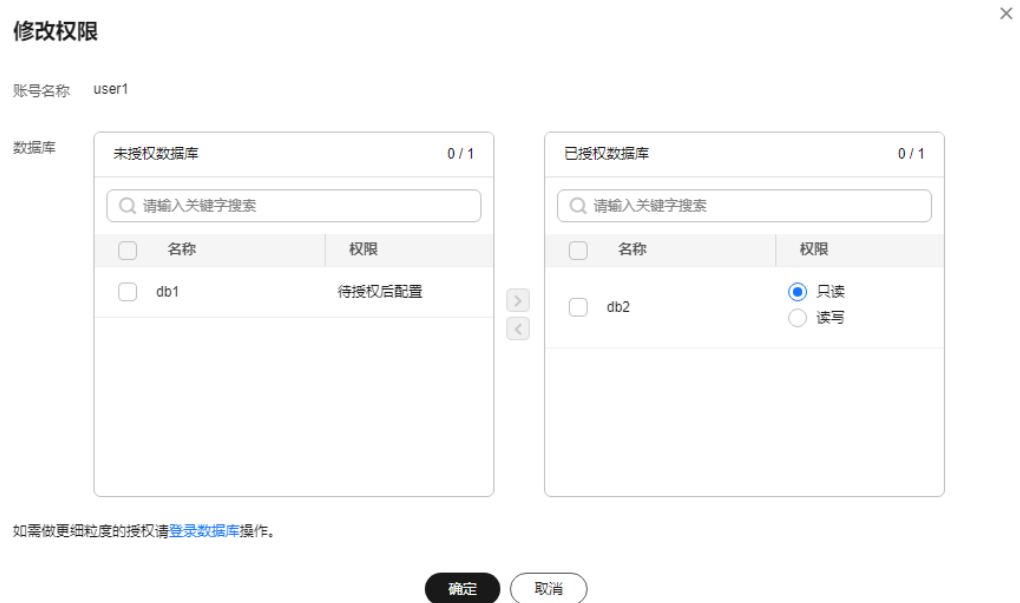 修改权限
账号名称 user1
数据库
未授权数据库 0 / 1
请输入关键字搜索
名称 权限
db1 待授权后配置
已授权数据库 0 / 1
请输入关键字搜索
名称 权限
db2 只读
读写
如需做更细粒度的授权请登录数据库操作。
确定 取消